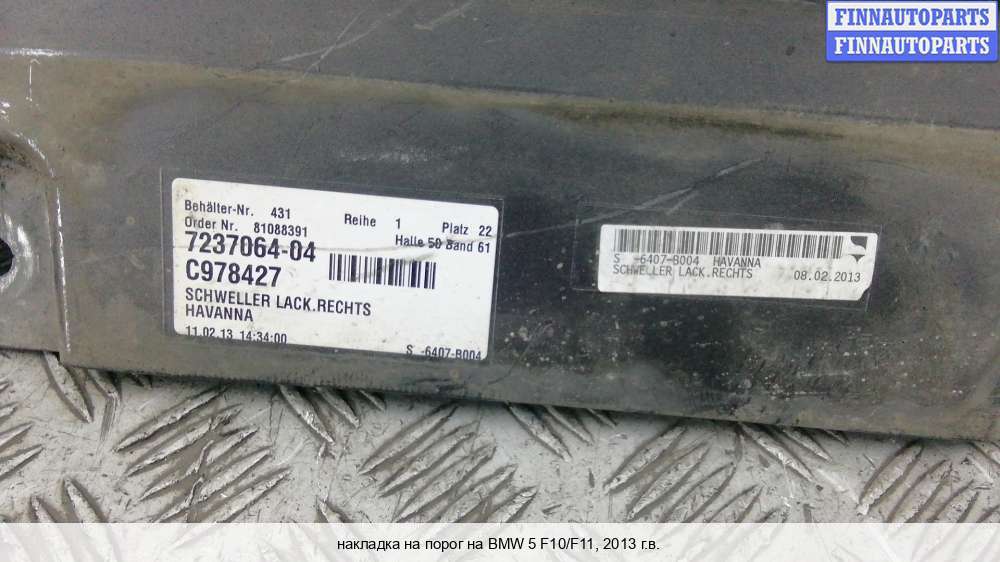 FINNAUTOPARTS
FINNAUTOPARTS
Behälter-Nr. 431 Reihe 1 Platz 22
Order Nr. 81088391 Halle 50 Band 61
7237064-04
C978427
SCHWELLER LACK.RECHTS
HAVANNA
11.02.13 14:34:00 S -6407-B004
S -6407-B004 HAVANNA
SCHWELLER LACK.RECHTS 08.02.2013
накладка на порог на BMW 5 F10/F11, 2013 г.в.